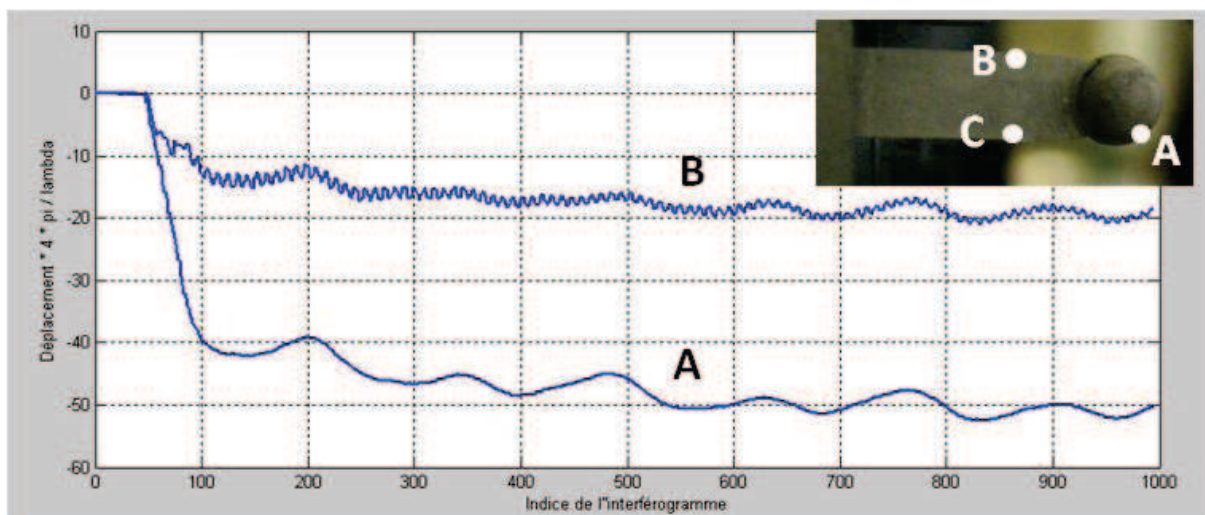 10
0
-10
-20
-30
-40
-50
-60
0 100 200 300 400 500 600 700 800 900 1000
Déplacement * 4 * pi / lambda
Indice de l"interférogramme
B
A
B
C
A